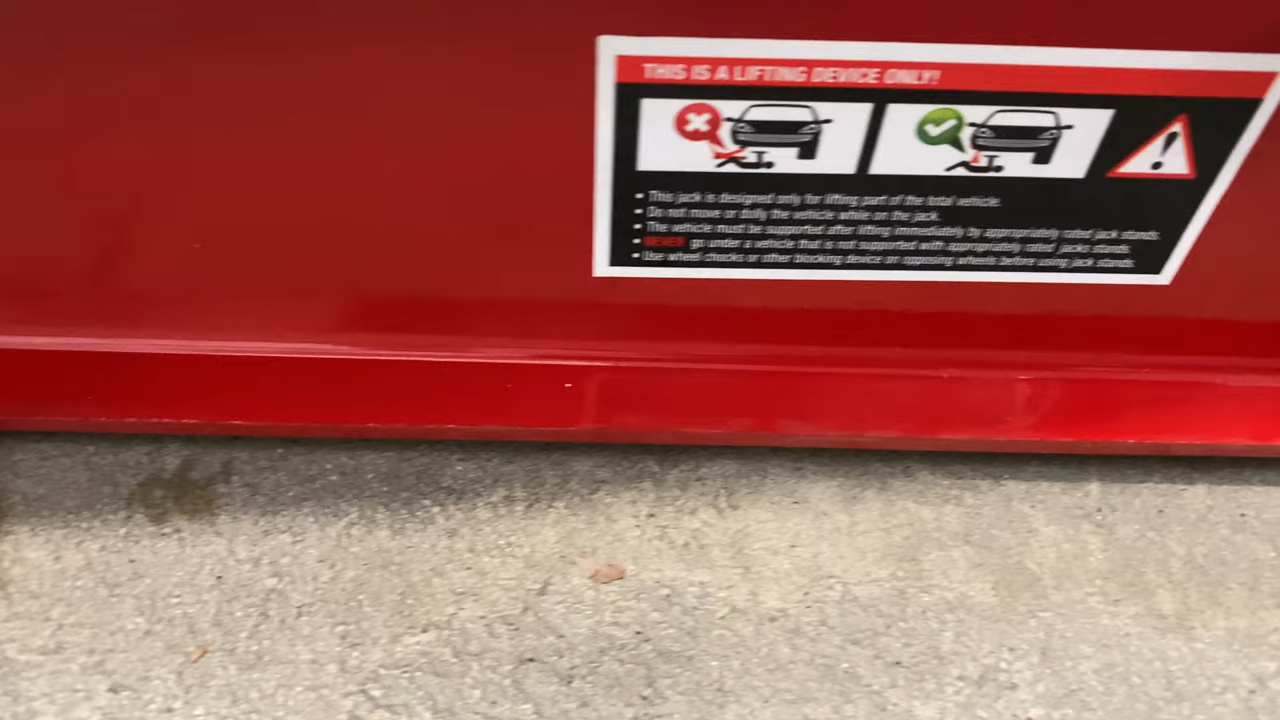 THIS IS A LIFTING DEVICE ONLY!
• This jack is designed only for lifting part of the total vehicle.
• Do not move or dolly the vehicle while on the jack.
• The vehicle must be supported after lifting immediately by appropriately rated jack stands.
• NEVER go under a vehicle that is not supported with appropriately rated jacks stands.
• Use wheel chocks or other blocking device on opposing wheels before using jack stands.